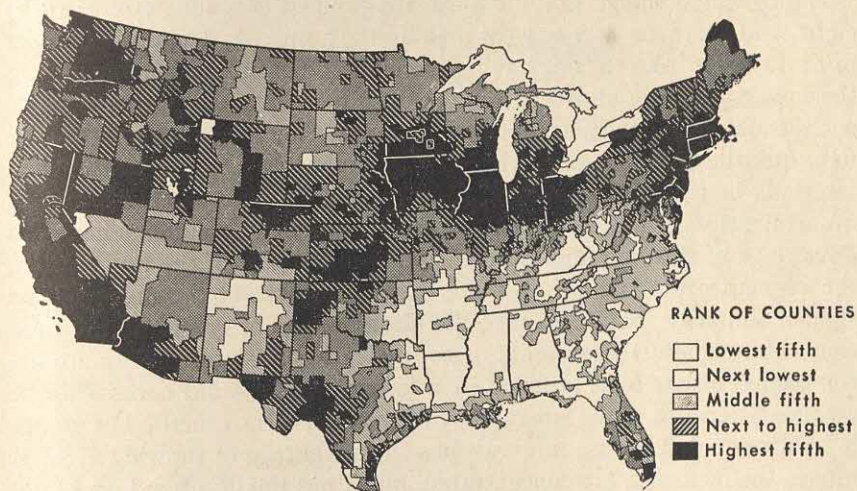 RANK OF COUNTIES
Lowest fifth
Next lowest
Middle fifth
Next to highest
Highest fifth